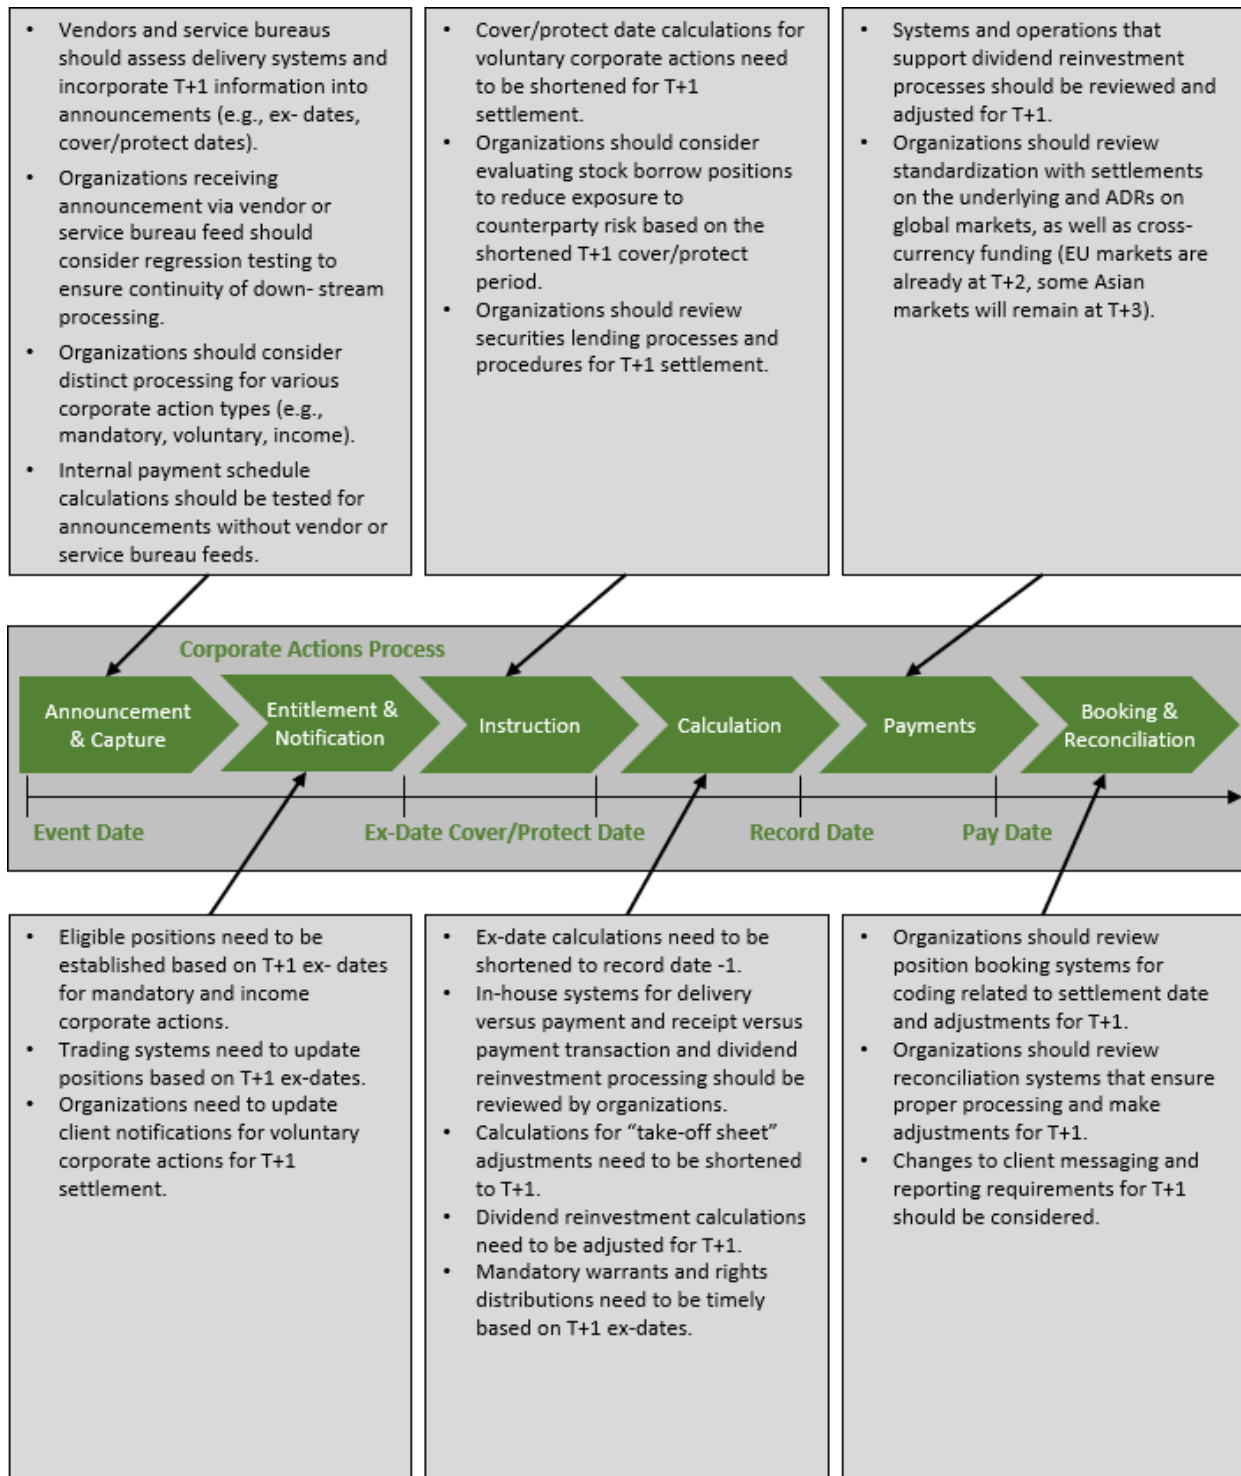 • Vendors and service bureaus
should assess delivery systems and
incorporate T+1 information into
announcements (e.g., ex- dates,
cover/protect dates).
• Organizations receiving
announcement via vendor or
service bureau feed should
consider regression testing to
ensure continuity of down- stream
processing.
• Organizations should consider
distinct processing for various
corporate action types (e.g.,
mandatory, voluntary, income).
• Internal payment schedule
calculations should be tested for
announcements without vendor or
service bureau feeds.
• Cover/protect date calculations for
voluntary corporate actions need
to be shortened for T+1
settlement.
• Organizations should consider
evaluating stock borrow positions
to reduce exposure to
counterparty risk based on the
shortened T+1 cover/protect
period.
• Organizations should review
securities lending processes and
procedures for T+1 settlement.
• Systems and operations that
support dividend reinvestment
processes should be reviewed and
adjusted for T+1.
• Organizations should review
standardization with settlements
on the underlying and ADRs on
global markets, as well as cross-
currency funding (EU markets are
already at T+2, some Asian
markets will remain at T+3).
Corporate Actions Process
Announcement
& Capture
Entitlement &
Notification
Instruction
Calculation
Payments
Booking &
Reconciliation
Event Date
Ex-Date Cover/Protect Date
Record Date
Pay Date
• Eligible positions need to be
established based on T+1 ex- dates
for mandatory and income
corporate actions.
• Trading systems need to update
positions based on T+1 ex-dates.
• Organizations need to update
client notifications for voluntary
corporate actions for T+1
settlement.
• Ex-date calculations need to be
shortened to record date -1.
• In-house systems for delivery
versus payment and receipt versus
payment transaction and dividend
reinvestment processing should be
reviewed by organizations.
• Calculations for “take-off sheet”
adjustments need to be shortened
to T+1.
• Dividend reinvestment calculations
need to be adjusted for T+1.
• Mandatory warrants and rights
distributions need to be timely
based on T+1 ex-dates.
• Organizations should review
position booking systems for
coding related to settlement date
and adjustments for T+1.
• Organizations should review
reconciliation systems that ensure
proper processing and make
adjustments for T+1.
• Changes to client messaging and
reporting requirements for T+1
should be considered.